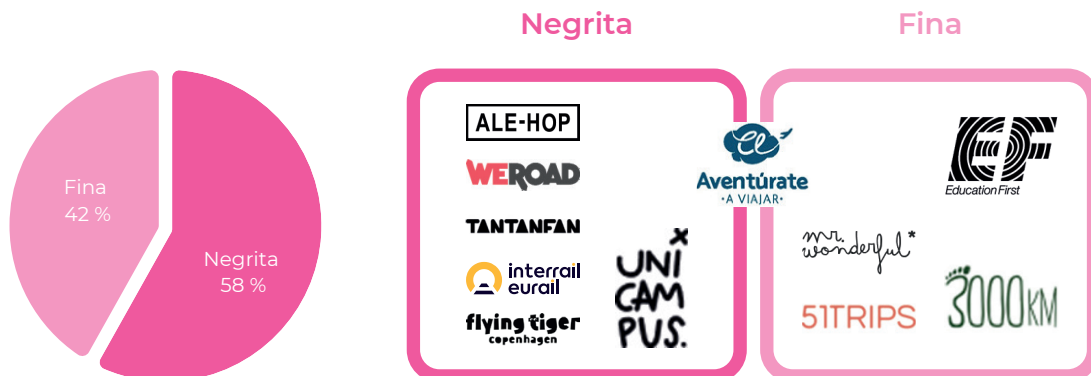 Negrita
Fina
Fina
42 %
Negrita
58 %
ALE-HOP
WEROAD
TANTANFAN
interrail
eurail
flying tiger
copenhagen
UNI
CAM
PUS.
Aventúrate
·A VIAJAR·
EF
Education First
mr.
wonderful*
51TRIPS
3000KM